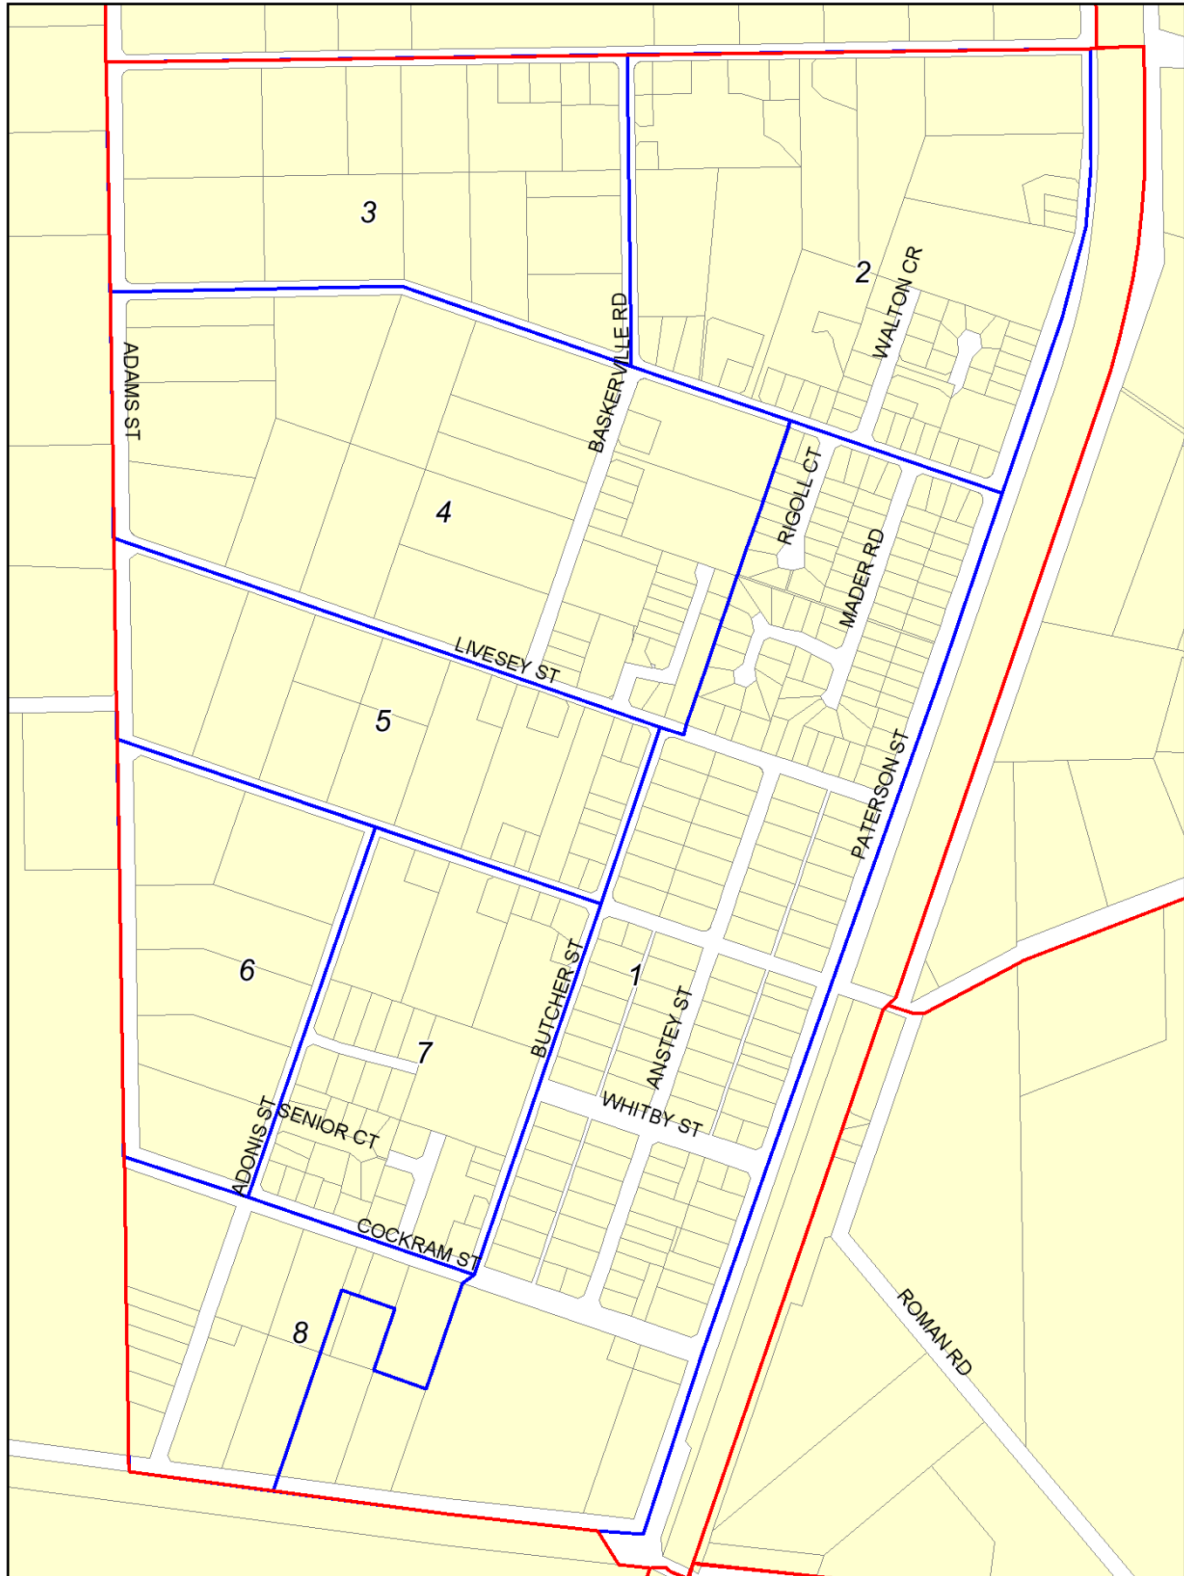 3
2
WALTON CR
BASKERVILLE RD
ADAMS ST
RIGOLL CT
4
MADER RD
LIVESEY ST
5
PATERSON ST
6
1
BUTCHER ST
ANSTEY ST
7
WHITBY ST
SENIOR CT
ADONIS ST
COCKRAM ST
8
ROMAN RD